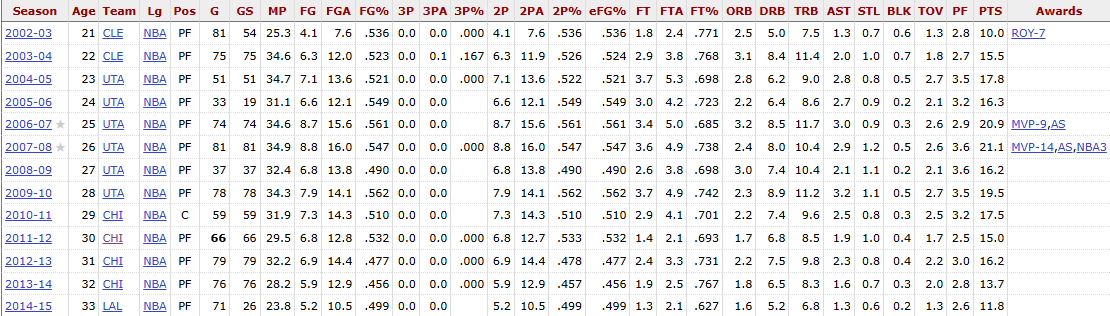 Season Age Team Lg Pos G GS MP FG FGA FG% 3P 3PA 3P% 2P 2PA 2P% eFG% FT FTA FT% ORB DRB TRB AST STL BLK TOV PF PTS Awards
2002-03 21 CLE NBA PF 81 54 25.3 4.1 7.6 .536 0.0 0.0 .000 4.1 7.6 .536 .536 1.8 2.4 .771 2.5 5.0 7.5 1.3 0.7 0.6 1.3 2.8 10.0 ROY-7
2003-04 22 CLE NBA PF 75 75 34.6 6.3 12.0 .523 0.0 0.1 .167 6.3 11.9 .526 .524 2.9 3.8 .768 3.1 8.4 11.4 2.0 1.0 0.7 1.8 2.7 15.5
2004-05 23 UTA NBA PF 51 51 34.7 7.1 13.6 .521 0.0 0.0 .000 7.1 13.6 .522 .521 3.7 5.3 .698 2.8 6.2 9.0 2.8 0.8 0.5 2.7 3.5 17.8
2005-06 24 UTA NBA PF 33 19 31.1 6.6 12.1 .549 0.0 0.0 6.6 12.1 .549 .549 3.0 4.2 .723 2.2 6.4 8.6 2.7 0.9 0.2 2.1 3.2 16.3
2006-07 ★ 25 UTA NBA PF 74 74 34.6 8.7 15.6 .561 0.0 0.0 8.7 15.6 .561 .561 3.4 5.0 .685 3.2 8.5 11.7 3.0 0.9 0.3 2.6 2.9 20.9 MVP-9,AS
2007-08 ★ 26 UTA NBA PF 81 81 34.9 8.8 16.0 .547 0.0 0.0 .000 8.8 16.0 .547 .547 3.6 4.9 .738 2.4 8.0 10.4 2.9 1.2 0.5 2.6 3.6 21.1 MVP-14,AS,NBA3
2008-09 27 UTA NBA PF 37 37 32.4 6.8 13.8 .490 0.0 0.0 6.8 13.8 .490 .490 2.6 3.8 .698 3.0 7.4 10.4 2.1 1.1 0.2 2.1 3.6 16.2
2009-10 28 UTA NBA PF 78 78 34.3 7.9 14.1 .562 0.0 0.0 7.9 14.1 .562 .562 3.7 4.9 .742 2.3 8.9 11.2 3.2 1.1 0.5 2.7 3.5 19.5
2010-11 29 CHI NBA C 59 59 31.9 7.3 14.3 .510 0.0 0.0 7.3 14.3 .510 .510 2.9 4.1 .701 2.2 7.4 9.6 2.5 0.8 0.3 2.5 3.2 17.5
2011-12 30 CHI NBA PF 66 66 29.5 6.8 12.8 .532 0.0 0.0 .000 6.8 12.7 .533 .532 1.4 2.1 .693 1.7 6.8 8.5 1.9 1.0 0.4 1.7 2.5 15.0
2012-13 31 CHI NBA PF 79 79 32.2 6.9 14.4 .477 0.0 0.0 .000 6.9 14.4 .478 .477 2.4 3.3 .731 2.2 7.5 9.8 2.3 0.8 0.4 2.2 3.0 16.2
2013-14 32 CHI NBA PF 76 76 28.2 5.9 12.9 .456 0.0 0.0 .000 5.9 12.9 .457 .456 1.9 2.5 .767 1.8 6.5 8.3 1.6 0.7 0.3 2.0 2.8 13.7
2014-15 33 LAL NBA PF 71 26 23.8 5.2 10.5 .499 0.0 0.0 5.2 10.5 .499 .499 1.3 2.1 .627 1.6 5.2 6.8 1.3 0.6 0.2 1.3 2.6 11.8